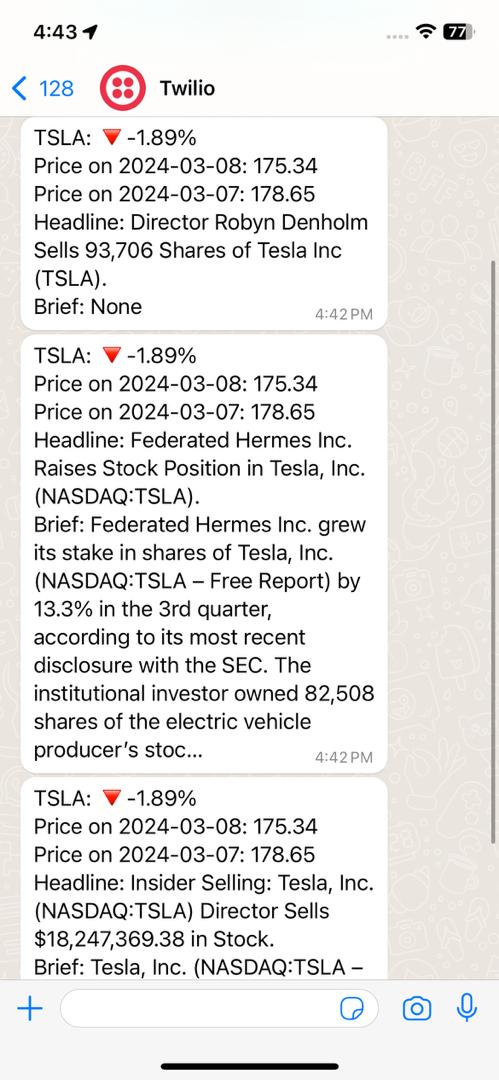 4:43
77
128
Twilio
TSLA: 🔻 -1.89%
Price on 2024-03-08: 175.34
Price on 2024-03-07: 178.65
Headline: Director Robyn Denholm
Sells 93,706 Shares of Tesla Inc
(TSLA).
Brief: None
4:42 PM
TSLA: 🔻 -1.89%
Price on 2024-03-08: 175.34
Price on 2024-03-07: 178.65
Headline: Federated Hermes Inc.
Raises Stock Position in Tesla, Inc.
(NASDAQ:TSLA).
Brief: Federated Hermes Inc. grew
its stake in shares of Tesla, Inc.
(NASDAQ:TSLA – Free Report) by
13.3% in the 3rd quarter,
according to its most recent
disclosure with the SEC. The
institutional investor owned 82,508
shares of the electric vehicle
producer’s stoc...
4:42 PM
TSLA: 🔻 -1.89%
Price on 2024-03-08: 175.34
Price on 2024-03-07: 178.65
Headline: Insider Selling: Tesla, Inc.
(NASDAQ:TSLA) Director Sells
$18,247,369.38 in Stock.
Brief: Tesla, Inc. (NASDAQ:TSLA –